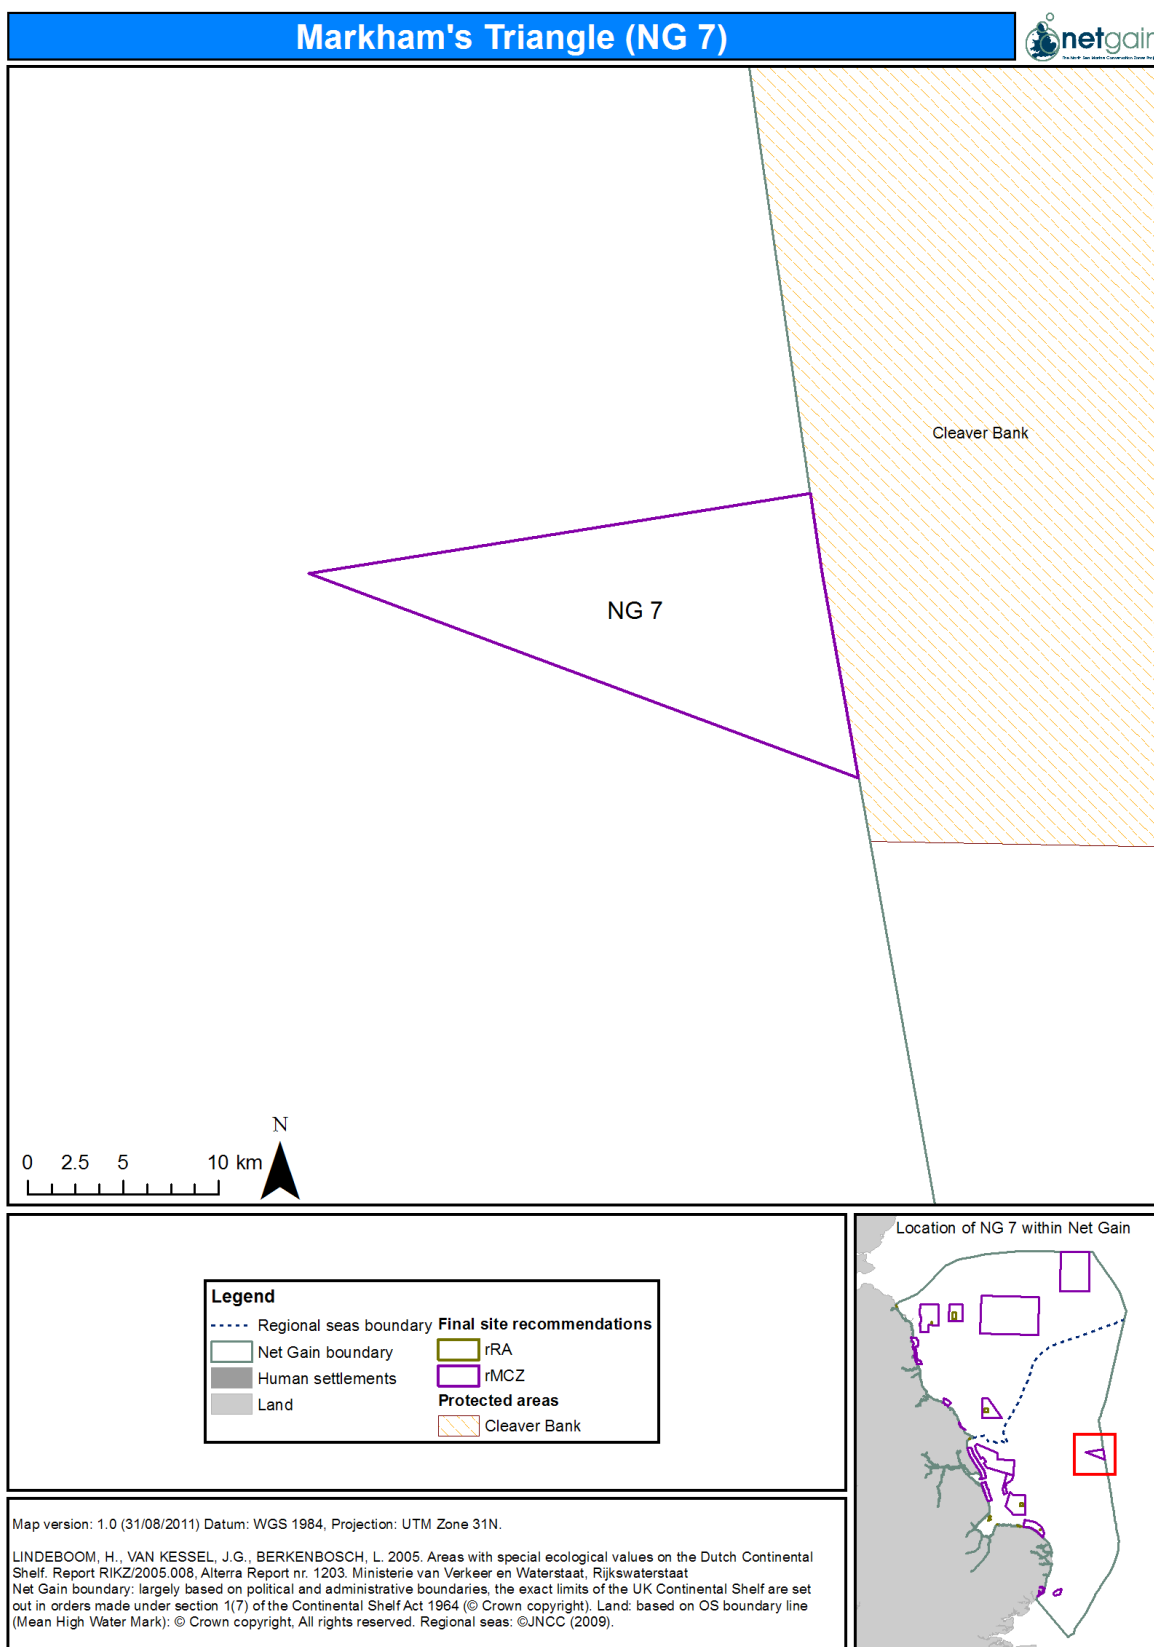 Markham's Triangle (NG 7)
netgain
Cleaver Bank
NG 7
N
0 2.5 5 10 km
Location of NG 7 within Net Gain
Legend
Regional seas boundary
Net Gain boundary
Human settlements
Land
Final site recommendations
rRA
rMCZ
Protected areas
Cleaver Bank
Map version: 1.0 (31/08/2011) Datum: WGS 1984, Projection: UTM Zone 31N.
LINDEBOOM, H., VAN KESSEL, J.G., BERKENBOSCH, L. 2005. Areas with special ecological values on the Dutch Continental
Shelf. Report RIKZ/2005.008, Alterra Report nr. 1203. Ministerie van Verkeer en Waterstaat, Rijkswaterstaat
Net Gain boundary: largely based on political and administrative boundaries, the exact limits of the UK Continental Shelf are set
out in orders made under section 1(7) of the Continental Shelf Act 1964 (© Crown copyright). Land: based on OS boundary line
(Mean High Water Mark): © Crown copyright, All rights reserved. Regional seas: ©JNCC (2009).